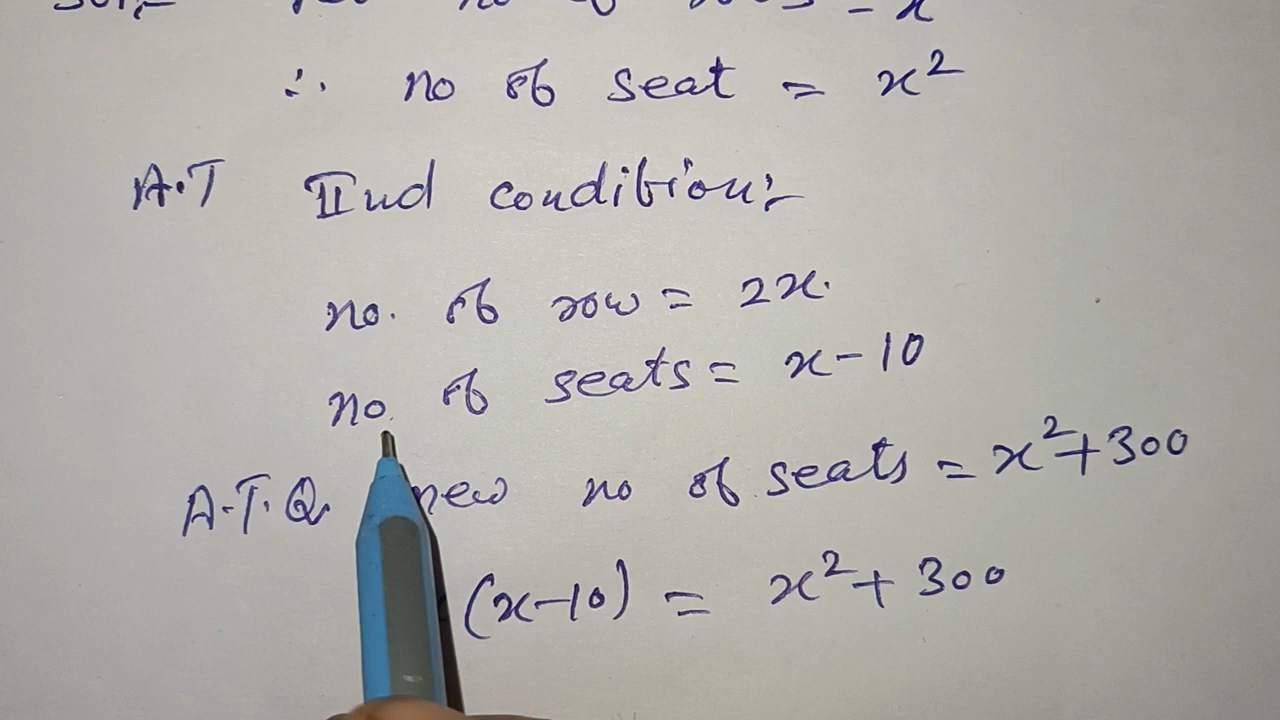 no of = x
∴ no of seat = x²
A.T IInd condition:-
no. of row = 2x.
no. of seats = x-10
A.T.Q. new no of seats = x²+300
(x-10) = x²+300